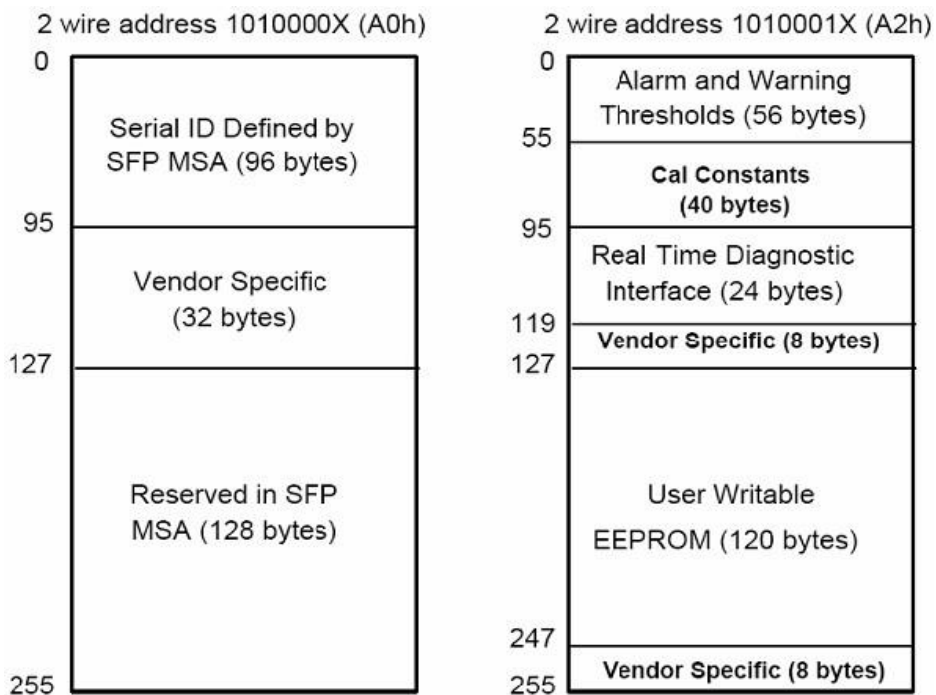 2 wire address 1010000X (A0h)
0
Serial ID Defined by
SFP MSA (96 bytes)
95
Vendor Specific
(32 bytes)
127
Reserved in SFP
MSA (128 bytes)
255
2 wire address 1010001X (A2h)
0
Alarm and Warning
Thresholds (56 bytes)
55
Cal Constants
(40 bytes)
95
Real Time Diagnostic
Interface (24 bytes)
119
Vendor Specific (8 bytes)
127
User Writable
EEPROM (120 bytes)
247
Vendor Specific (8 bytes)
255